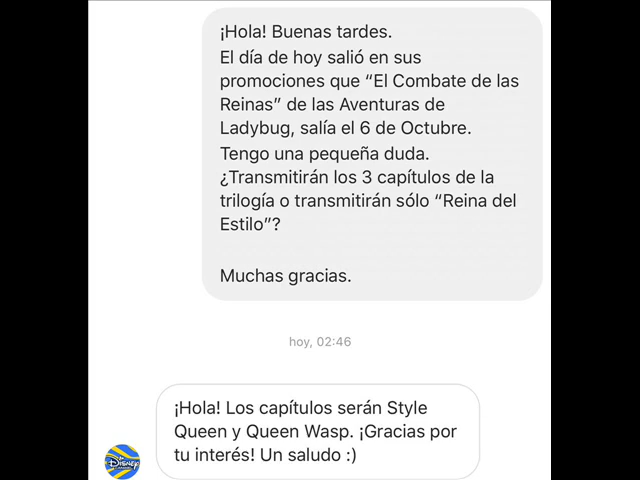 ¡Hola! Buenas tardes.
El día de hoy salió en sus
promociones que “El Combate de las
Reinas” de las Aventuras de
Ladybug, salía el 6 de Octubre.
Tengo una pequeña duda.
¿Transmitirán los 3 capítulos de la
trilogía o transmitirán sólo “Reina del
Estilo”?
Muchas gracias.
hoy, 02:46
¡Hola! Los capítulos serán Style
Queen y Queen Wasp. ¡Gracias por
tu interés! Un saludo :)
Disney